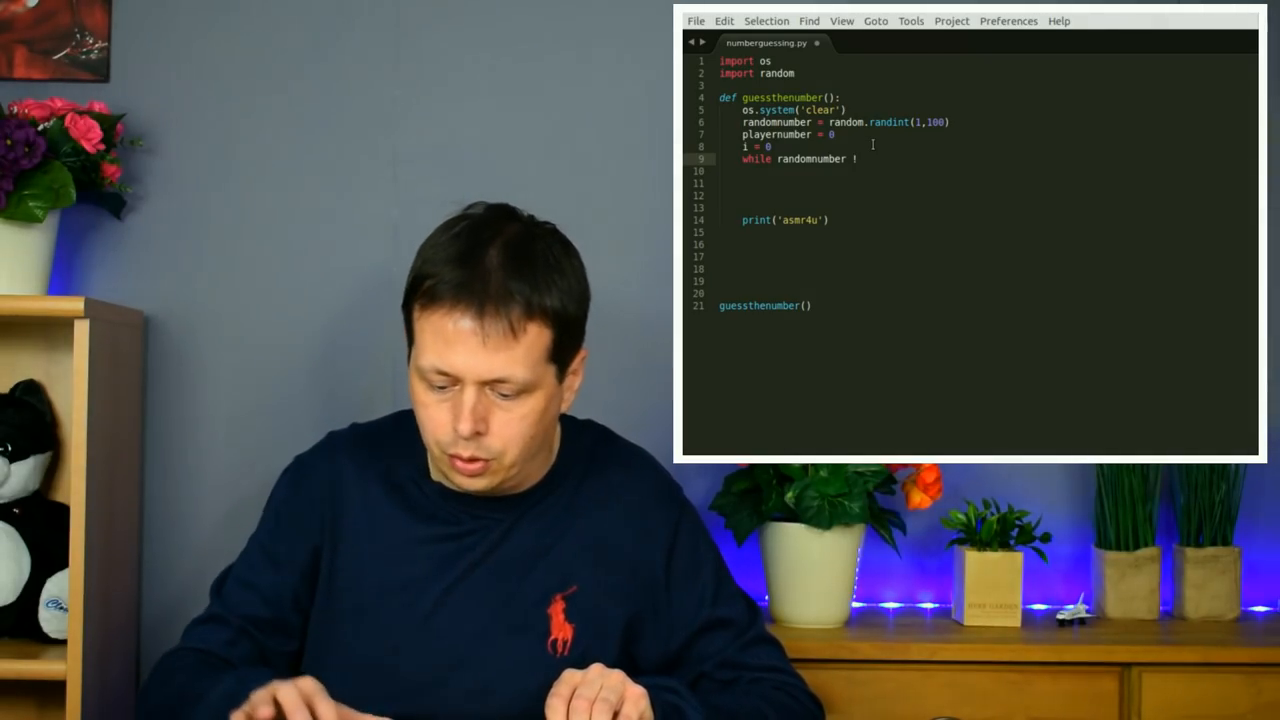 File Edit Selection Find View Goto Tools Project Preferences Help
numberguessing.py
1 import os
2 import random
3
4 def guessthenumber():
5 os.system('clear')
6 randomnumber = random.randint(1,100)
7 playernumber = 0
8 i = 0
9 while randomnumber !
10
11
12
13
14 print('asmr4u')
15
16
17
18
19
20
21 guessthenumber()
HERB GARDEN